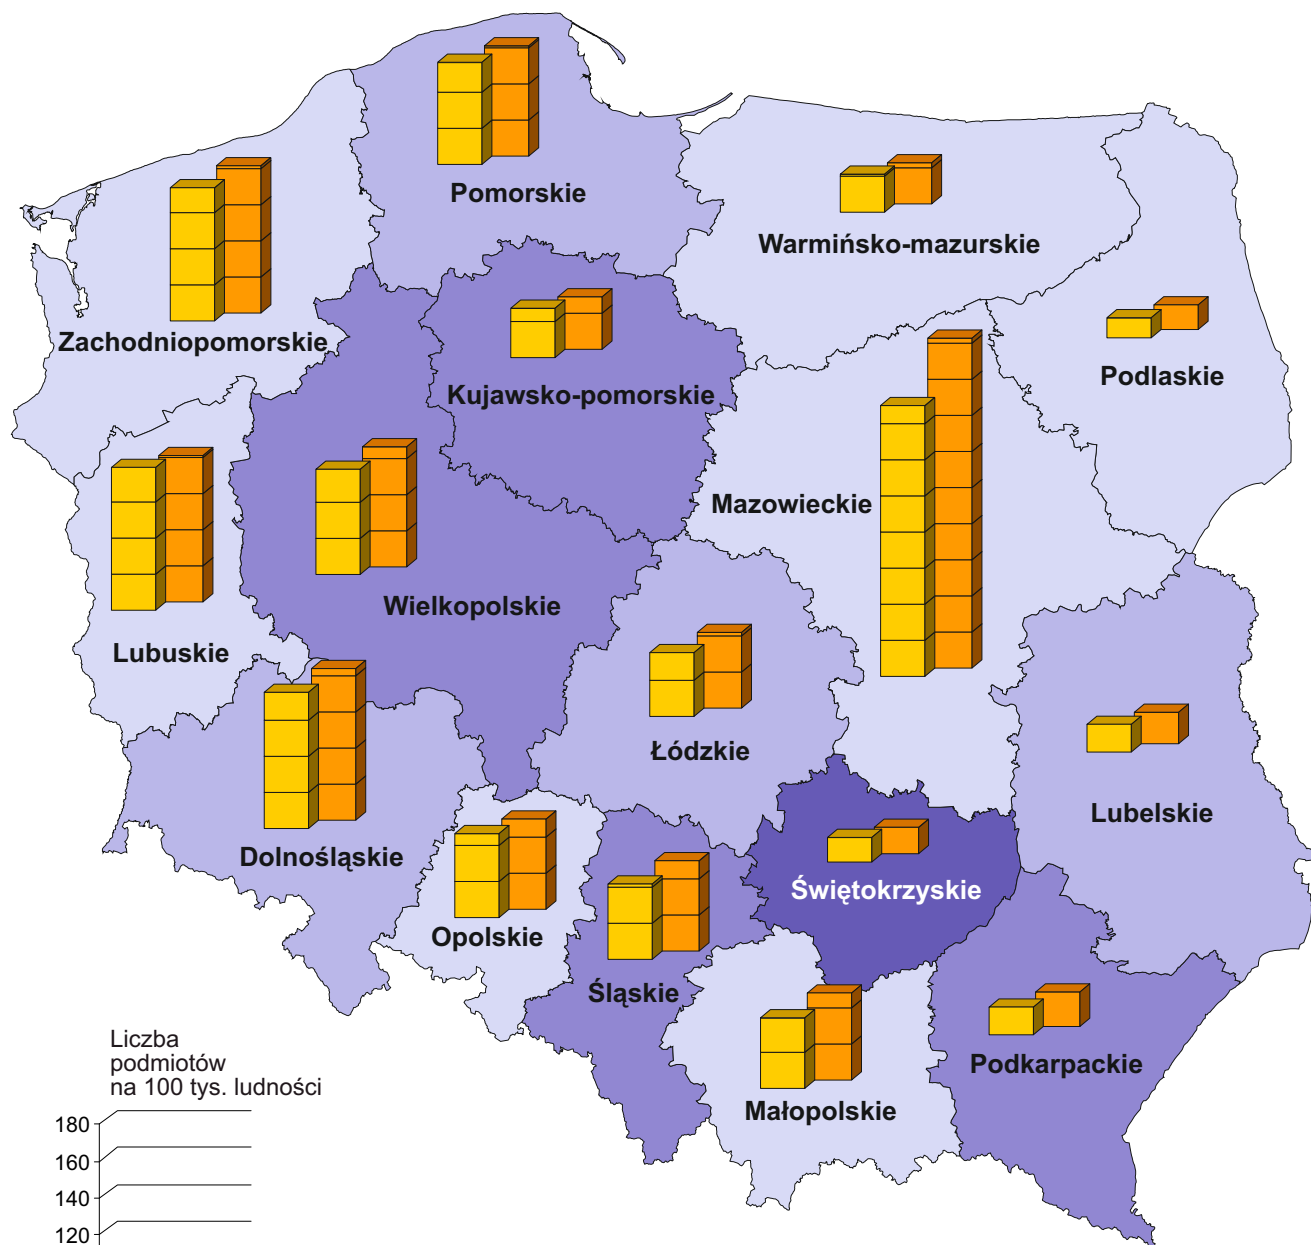 Pomorskie
Warmińsko-mazurskie
Zachodniopomorskie
Podlaskie
Kujawsko-pomorskie
Mazowieckie
Wielkopolskie
Lubuskie
Łódzkie
Lubelskie
Dolnośląskie
Świętokrzyskie
Opolskie
Śląskie
Podkarpackie
Małopolskie
Liczba
podmiotów
na 100 tys. ludności
180
160
140
120